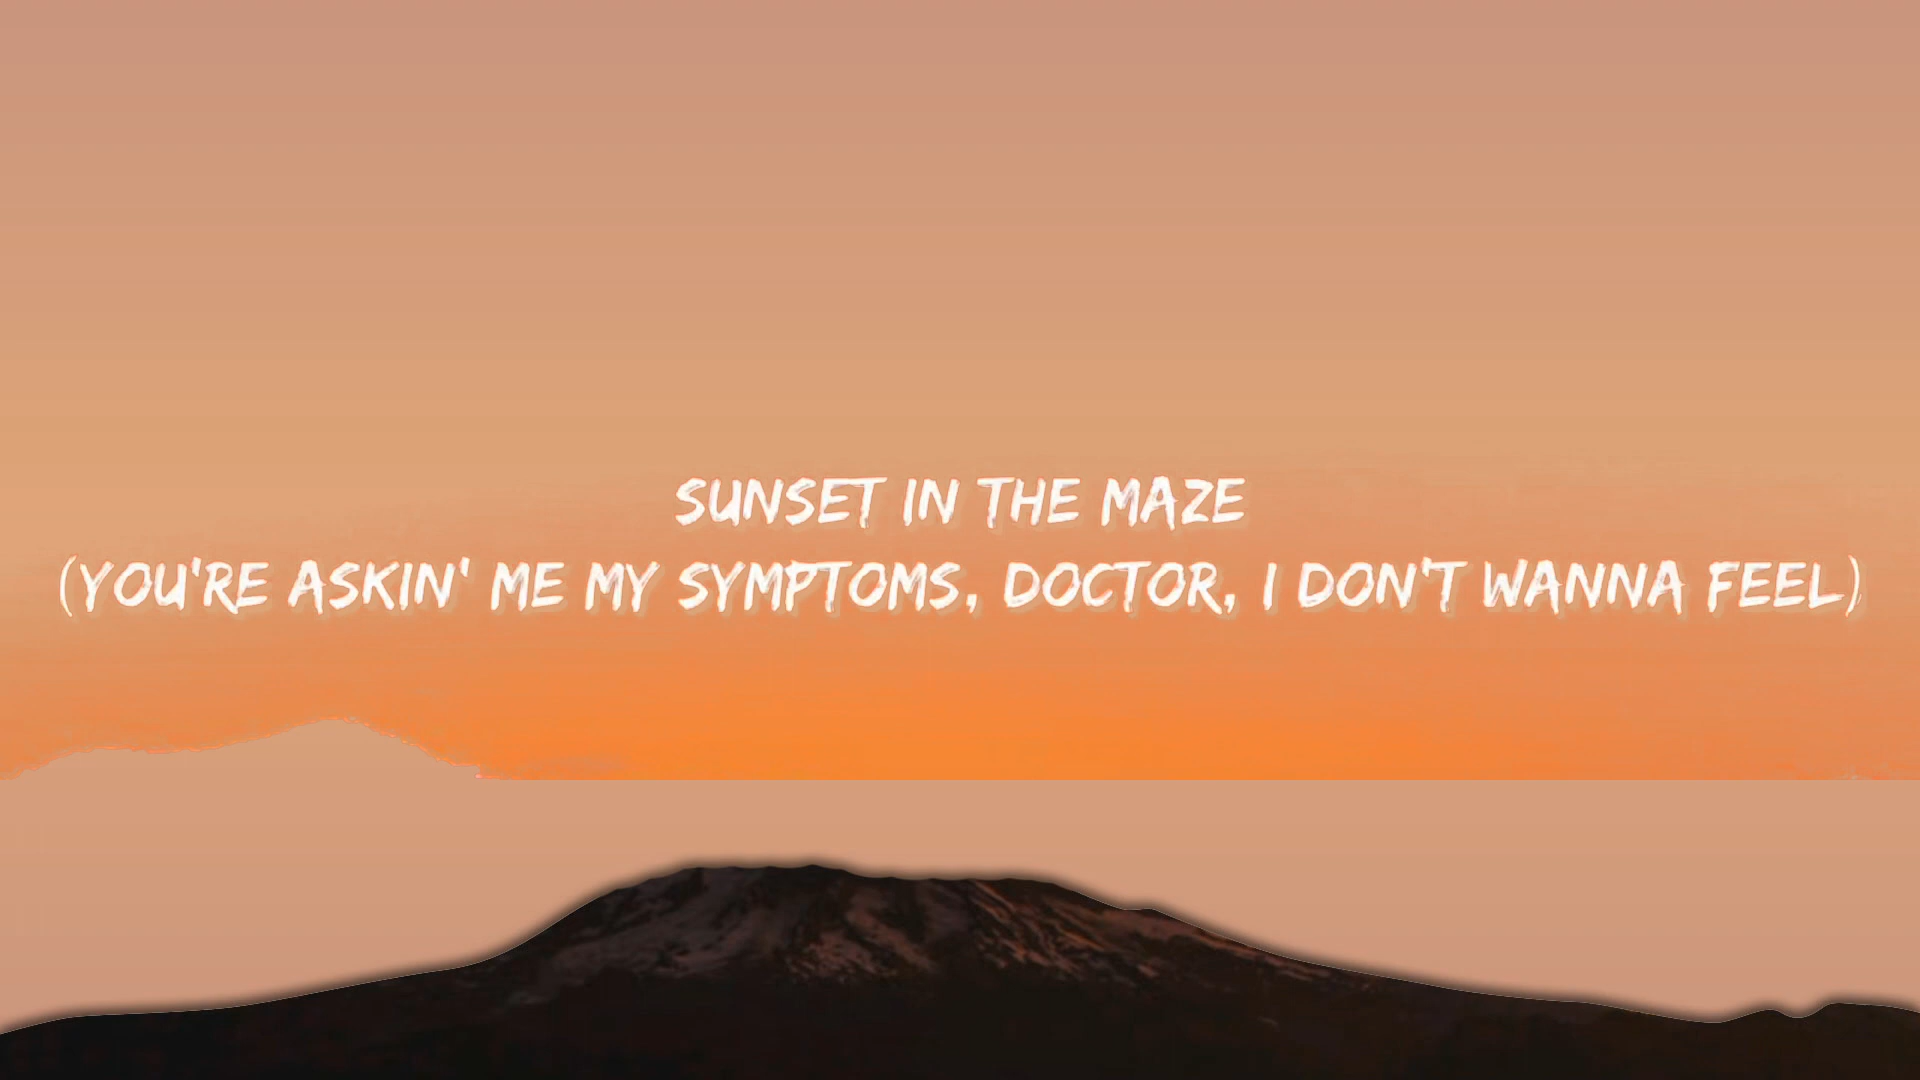 SUNSET IN THE MAZE
(YOU'RE ASKIN' ME MY SYMPTOMS, DOCTOR, I DON'T WANNA FEEL)